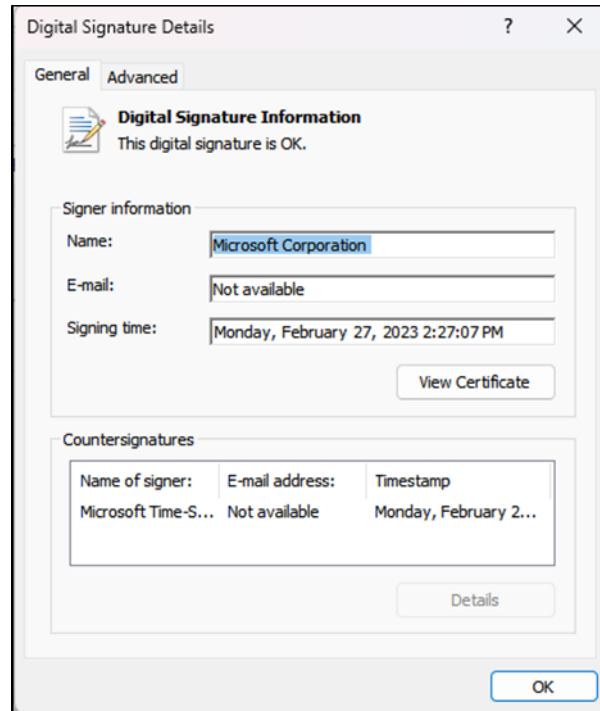 Digital Signature Details ?
General Advanced
Digital Signature Information
This digital signature is OK.
Signer information
Name: Microsoft Corporation
E-mail: Not available
Signing time: Monday, February 27, 2023 2:27:07 PM
View Certificate
Countersignatures
Name of signer: E-mail address: Timestamp
Microsoft Time-S... Not available Monday, February 2...
Details
OK